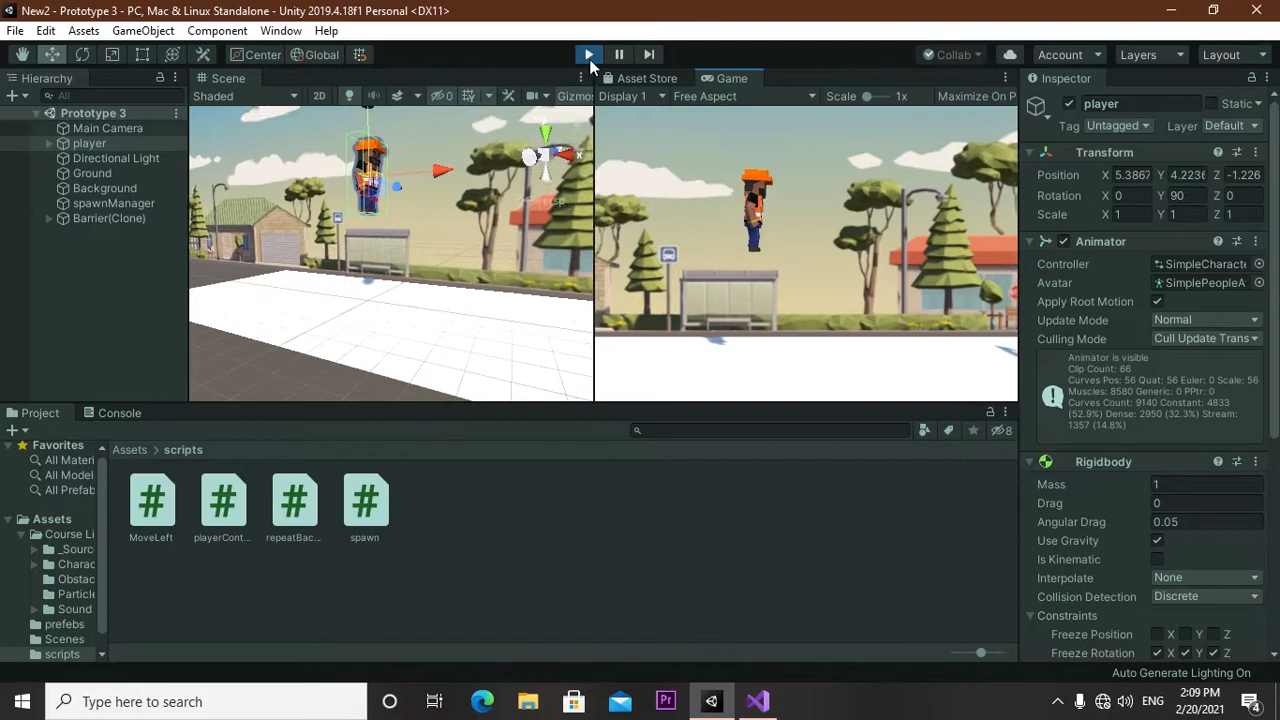 New2 - Prototype 3 - PC, Mac & Linux Standalone - Unity 2019.4.18f1 Personal <DX11>
File Edit Assets GameObject Component Window Help
Center Global Collab Account Layers Layout
Hierarchy Scene Asset Store Game Inspector
All Shaded 2D 0 Gizmos Display 1 Free Aspect Scale 1x Maximize On P
player Static
Tag Untagged Layer Default
Prototype 3
Main Camera
player
Directional Light
Ground
Background
spawnManager
Barrier(Clone)
x
Transform
Position X 5.3867 Y 4.2236 Z -1.226
Rotation X 0 Y 90 Z 0
Scale X 1 Y 1 Z 1
Animator
Controller SimpleCharacte
Avatar SimplePeopleA
Apply Root Motion
Update Mode Normal
Culling Mode Cull Update Trans
Animator is visible
Clip Count: 66
Curves Pos: 56 Quat: 56 Euler: 0 Scale: 56
Muscles: 8580 Generic: 0 PPtr: 0
Curves Count: 9140 Constant: 4833
(52.9%) Dense: 2950 (32.3%) Stream:
1357 (14.8%)
Rigidbody
Mass 1
Drag 0
Angular Drag 0.05
Use Gravity
Is Kinematic
Interpolate None
Collision Detection Discrete
Constraints
Freeze Position X Y Z
Freeze Rotation X Y Z
Project Console
8
Favorites
All Materi
All Model
All Prefab
Assets
Course Li
_Sourc
Charac
Obstac
Particle
Sound
prefebs
Scenes
scripts
Assets > scripts
MoveLeft playerCont... repeatBac... spawn
Auto Generate Lighting On
Type here to search
Pr
ENG
2:09 PM
2/20/2021
4